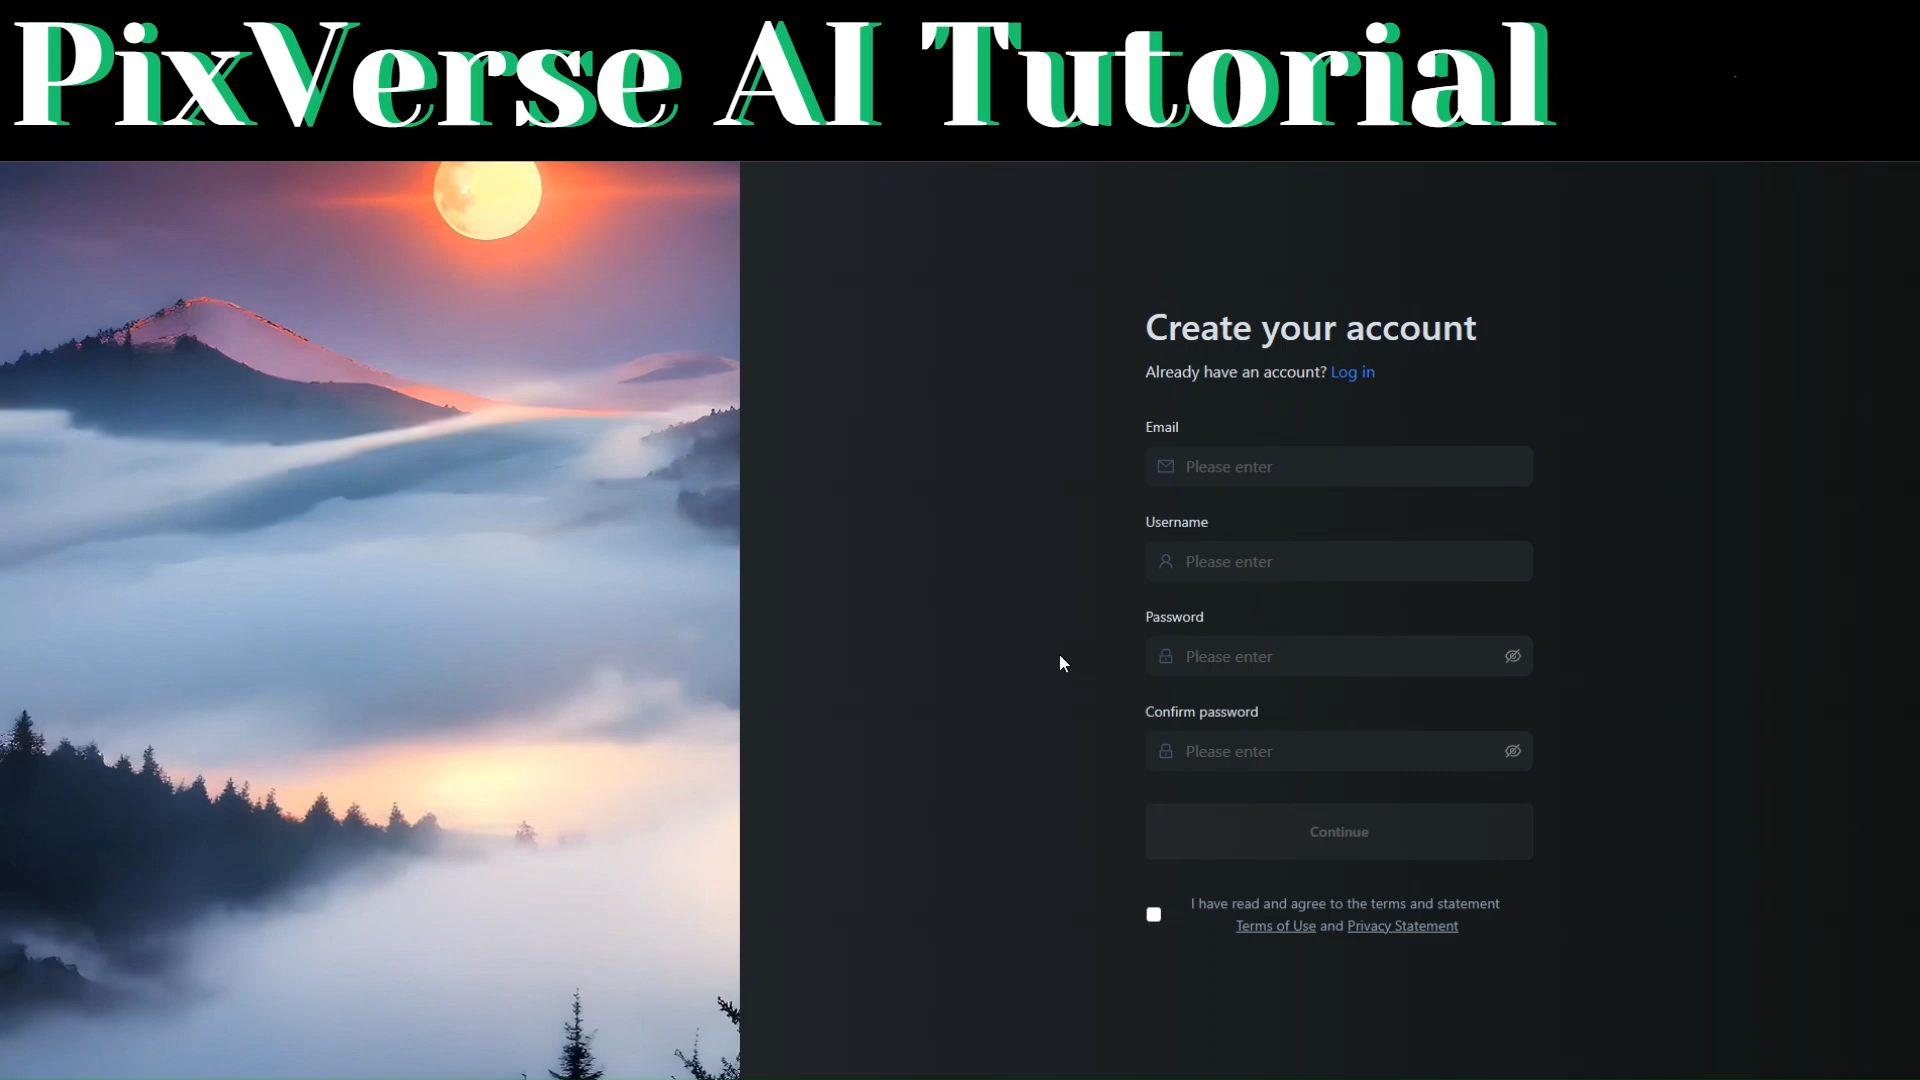 PixVerse AI Tutorial
Create your account
Already have an account? Log in
Email
Please enter
Username
Please enter
Password
Please enter
Confirm password
Please enter
Continue
I have read and agree to the terms and statement
Terms of Use and Privacy Statement